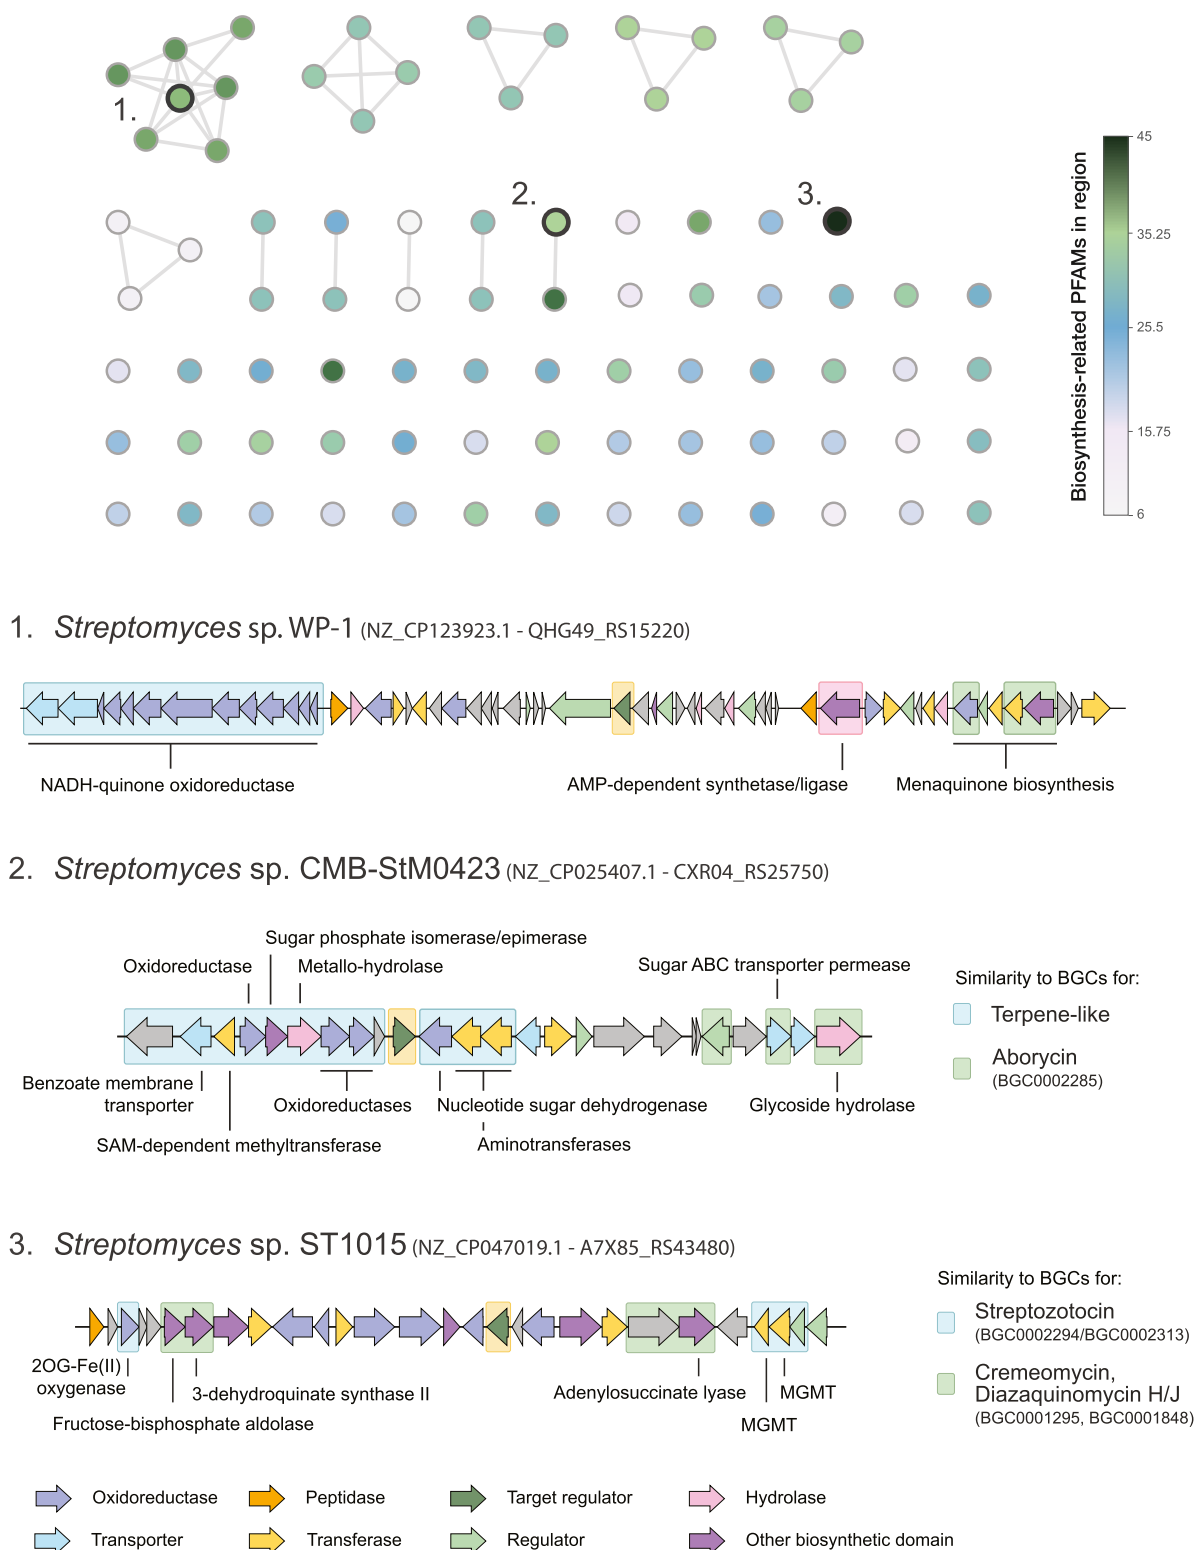 1.
2.
3.
Biosynthesis-related PFAMs in region
45
35.25
25.5
15.75
6
1. Streptomyces sp. WP-1 (NZ_CP123923.1 - QHG49_RS15220)
NADH-quinone oxidoreductase
AMP-dependent synthetase/ligase
Menaquinone biosynthesis
2. Streptomyces sp. CMB-StM0423 (NZ_CP025407.1 - CXR04_RS25750)
Sugar phosphate isomerase/epimerase
Oxidoreductase
Metallo-hydrolase
Sugar ABC transporter permease
Benzoate membrane
transporter
Oxidoreductases
Nucleotide sugar dehydrogenase
Glycoside hydrolase
SAM-dependent methyltransferase
Aminotransferases
Similarity to BGCs for:
Terpene-like
Aborycin
(BGC0002285)
3. Streptomyces sp. ST1015 (NZ_CP047019.1 - A7X85_RS43480)
2OG-Fe(II)
oxygenase
3-dehydroquinate synthase II
Adenylosuccinate lyase
MGMT
Fructose-bisphosphate aldolase
MGMT
Similarity to BGCs for:
Streptozotocin
(BGC0002294/BGC0002313)
Cremeomycin,
Diazaquinomycin H/J
(BGC0001295, BGC0001848)
Oxidoreductase
Peptidase
Target regulator
Hydrolase
Transporter
Transferase
Regulator
Other biosynthetic domain